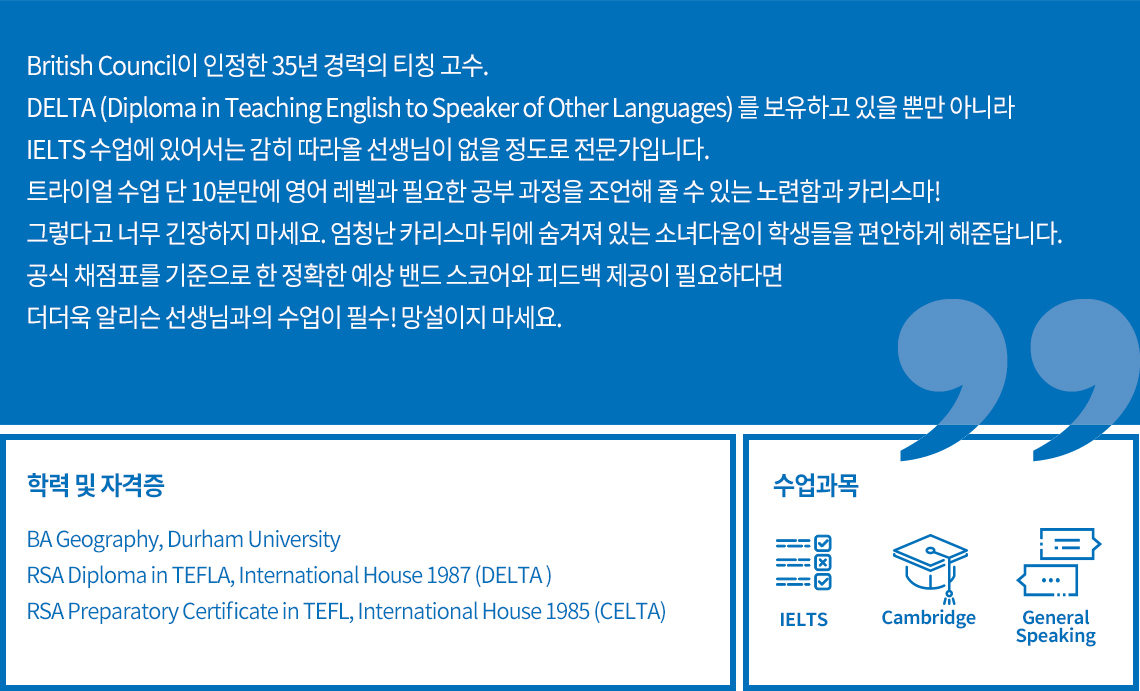 British Council이 인정한 35년 경력의 티칭 고수.
DELTA (Diploma in Teaching English to Speaker of Other Languages) 를 보유하고 있을 뿐만 아니라
IELTS 수업에 있어서는 감히 따라올 선생님이 없을 정도로 전문가입니다.
트라이얼 수업 단 10분만에 영어 레벨과 필요한 공부 과정을 조언해 줄 수 있는 노련함과 카리스마!
그렇다고 너무 긴장하지 마세요. 엄청난 카리스마 뒤에 숨겨져 있는 소녀다움이 학생들을 편안하게 해준답니다.
공식 채점표를 기준으로 한 정확한 예상 밴드 스코어와 피드백 제공이 필요하다면
더더욱 알리슨 선생님과의 수업이 필수! 망설이지 마세요.
학력 및 자격증
BA Geography, Durham University
RSA Diploma in TEFLA, International House 1987 (DELTA )
RSA Preparatory Certificate in TEFL, International House 1985 (CELTA)
수업과목
IELTS
Cambridge
General
Speaking